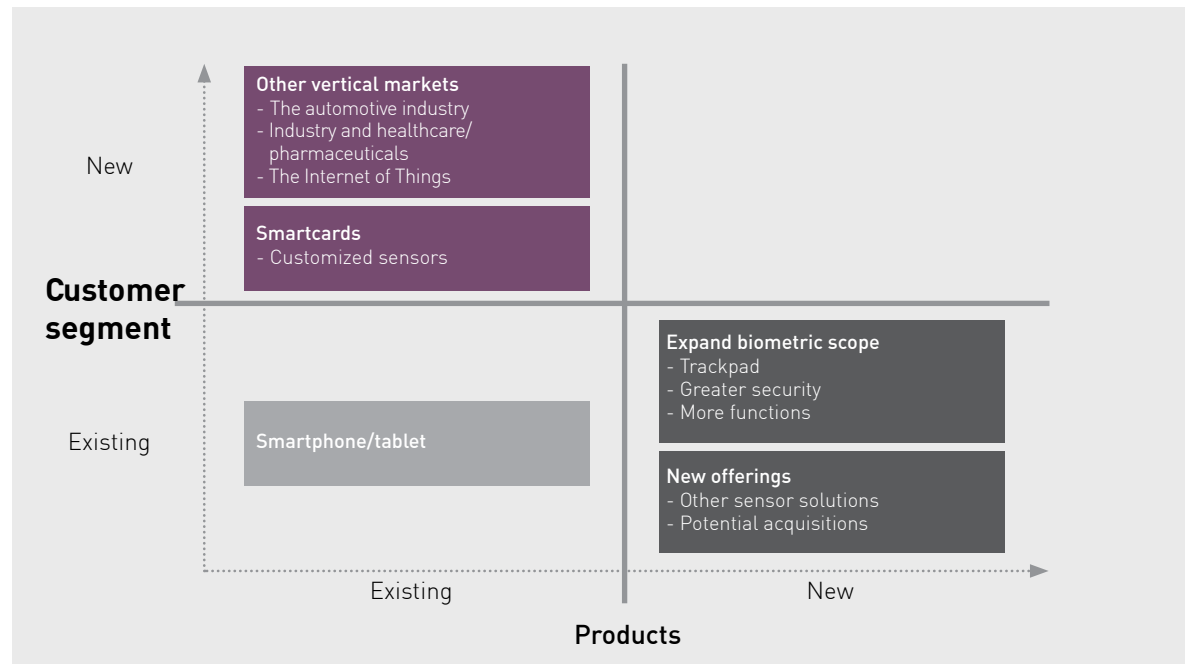 Other vertical markets
- The automotive industry
- Industry and healthcare/
pharmaceuticals
- The Internet of Things
New
Smartcards
- Customized sensors
Customer
segment
Expand biometric scope
- Trackpad
- Greater security
- More functions
Existing
Smartphone/tablet
New offerings
- Other sensor solutions
- Potential acquisitions
Existing
New
Products